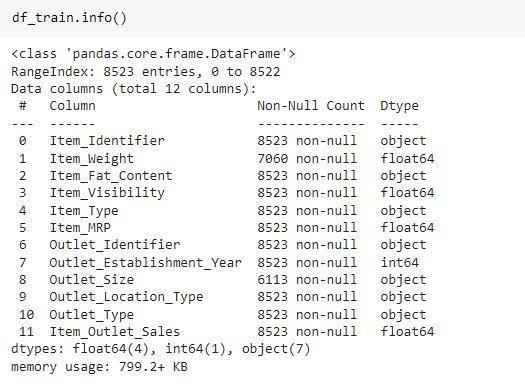 df_train.info()
<class 'pandas.core.frame.DataFrame'>
RangeIndex: 8523 entries, 0 to 8522
Data columns (total 12 columns):
 #   Column                     Non-Null Count  Dtype
---  ------                     --------------  -----
 0   Item_Identifier            8523 non-null   object
 1   Item_Weight                7060 non-null   float64
 2   Item_Fat_Content           8523 non-null   object
 3   Item_Visibility            8523 non-null   float64
 4   Item_Type                  8523 non-null   object
 5   Item_MRP                   8523 non-null   float64
 6   Outlet_Identifier          8523 non-null   object
 7   Outlet_Establishment_Year  8523 non-null   int64
 8   Outlet_Size                6113 non-null   object
 9   Outlet_Location_Type       8523 non-null   object
 10  Outlet_Type                8523 non-null   object
 11  Item_Outlet_Sales          8523 non-null   float64
dtypes: float64(4), int64(1), object(7)
memory usage: 799.2+ KB